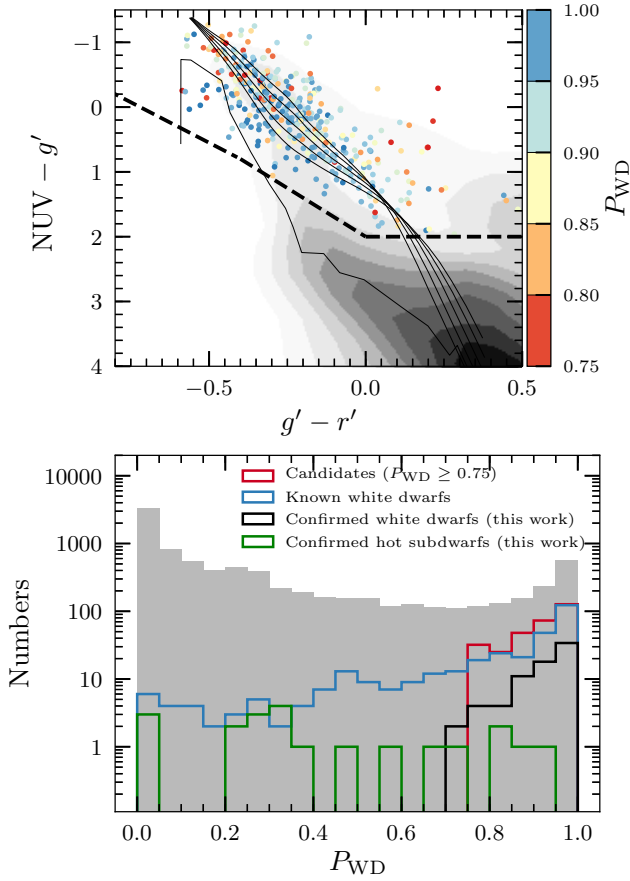 −1
0
1
2
3
4
NUV − g′
−0.5
0.0
0.5
g′ − r′
1.00
0.95
0.90
0.85
0.80
0.75
P_WD
10000
1000
100
10
1
Numbers
Candidates (P_WD ≥ 0.75)
Known white dwarfs
Confirmed white dwarfs (this work)
Confirmed hot subdwarfs (this work)
0.0
0.2
0.4
0.6
0.8
1.0
P_WD